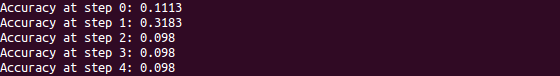 Accuracy at step 0: 0.1113
Accuracy at step 1: 0.3183
Accuracy at step 2: 0.098
Accuracy at step 3: 0.098
Accuracy at step 4: 0.098